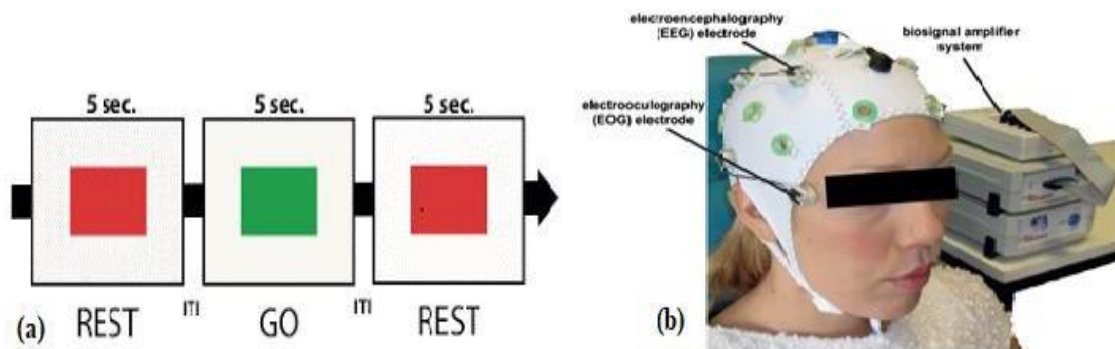 5 sec. 5 sec. 5 sec.
REST ITI GO ITI REST
(a)
electroencephalography
(EEG) electrode
electrooculography
(EOG) electrode
biosignal amplifier
system
(b)